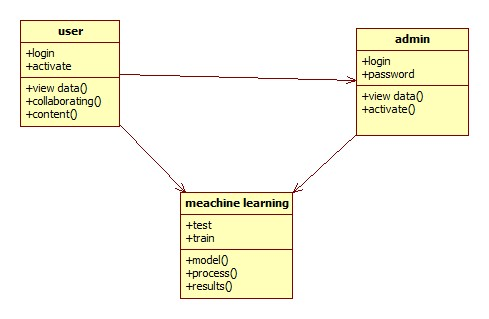 user
+login
+activate
+view data()
+collaborating()
+content()
admin
+login
+password
+view data()
+activate()
meachine learning
+test
+train
+model()
+process()
+results()